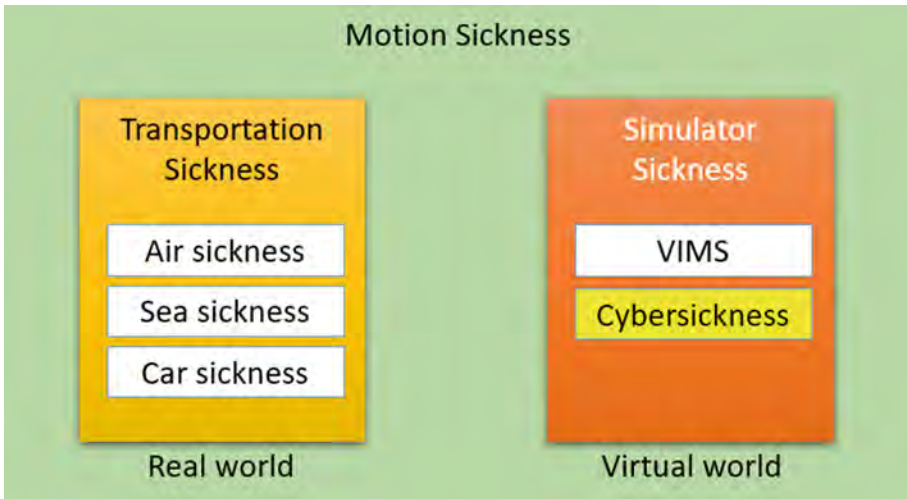 Motion Sickness
Transportation
Sickness
Air sickness
Sea sickness
Car sickness
Real world
Simulator
Sickness
VIMS
Cybersickness
Virtual world